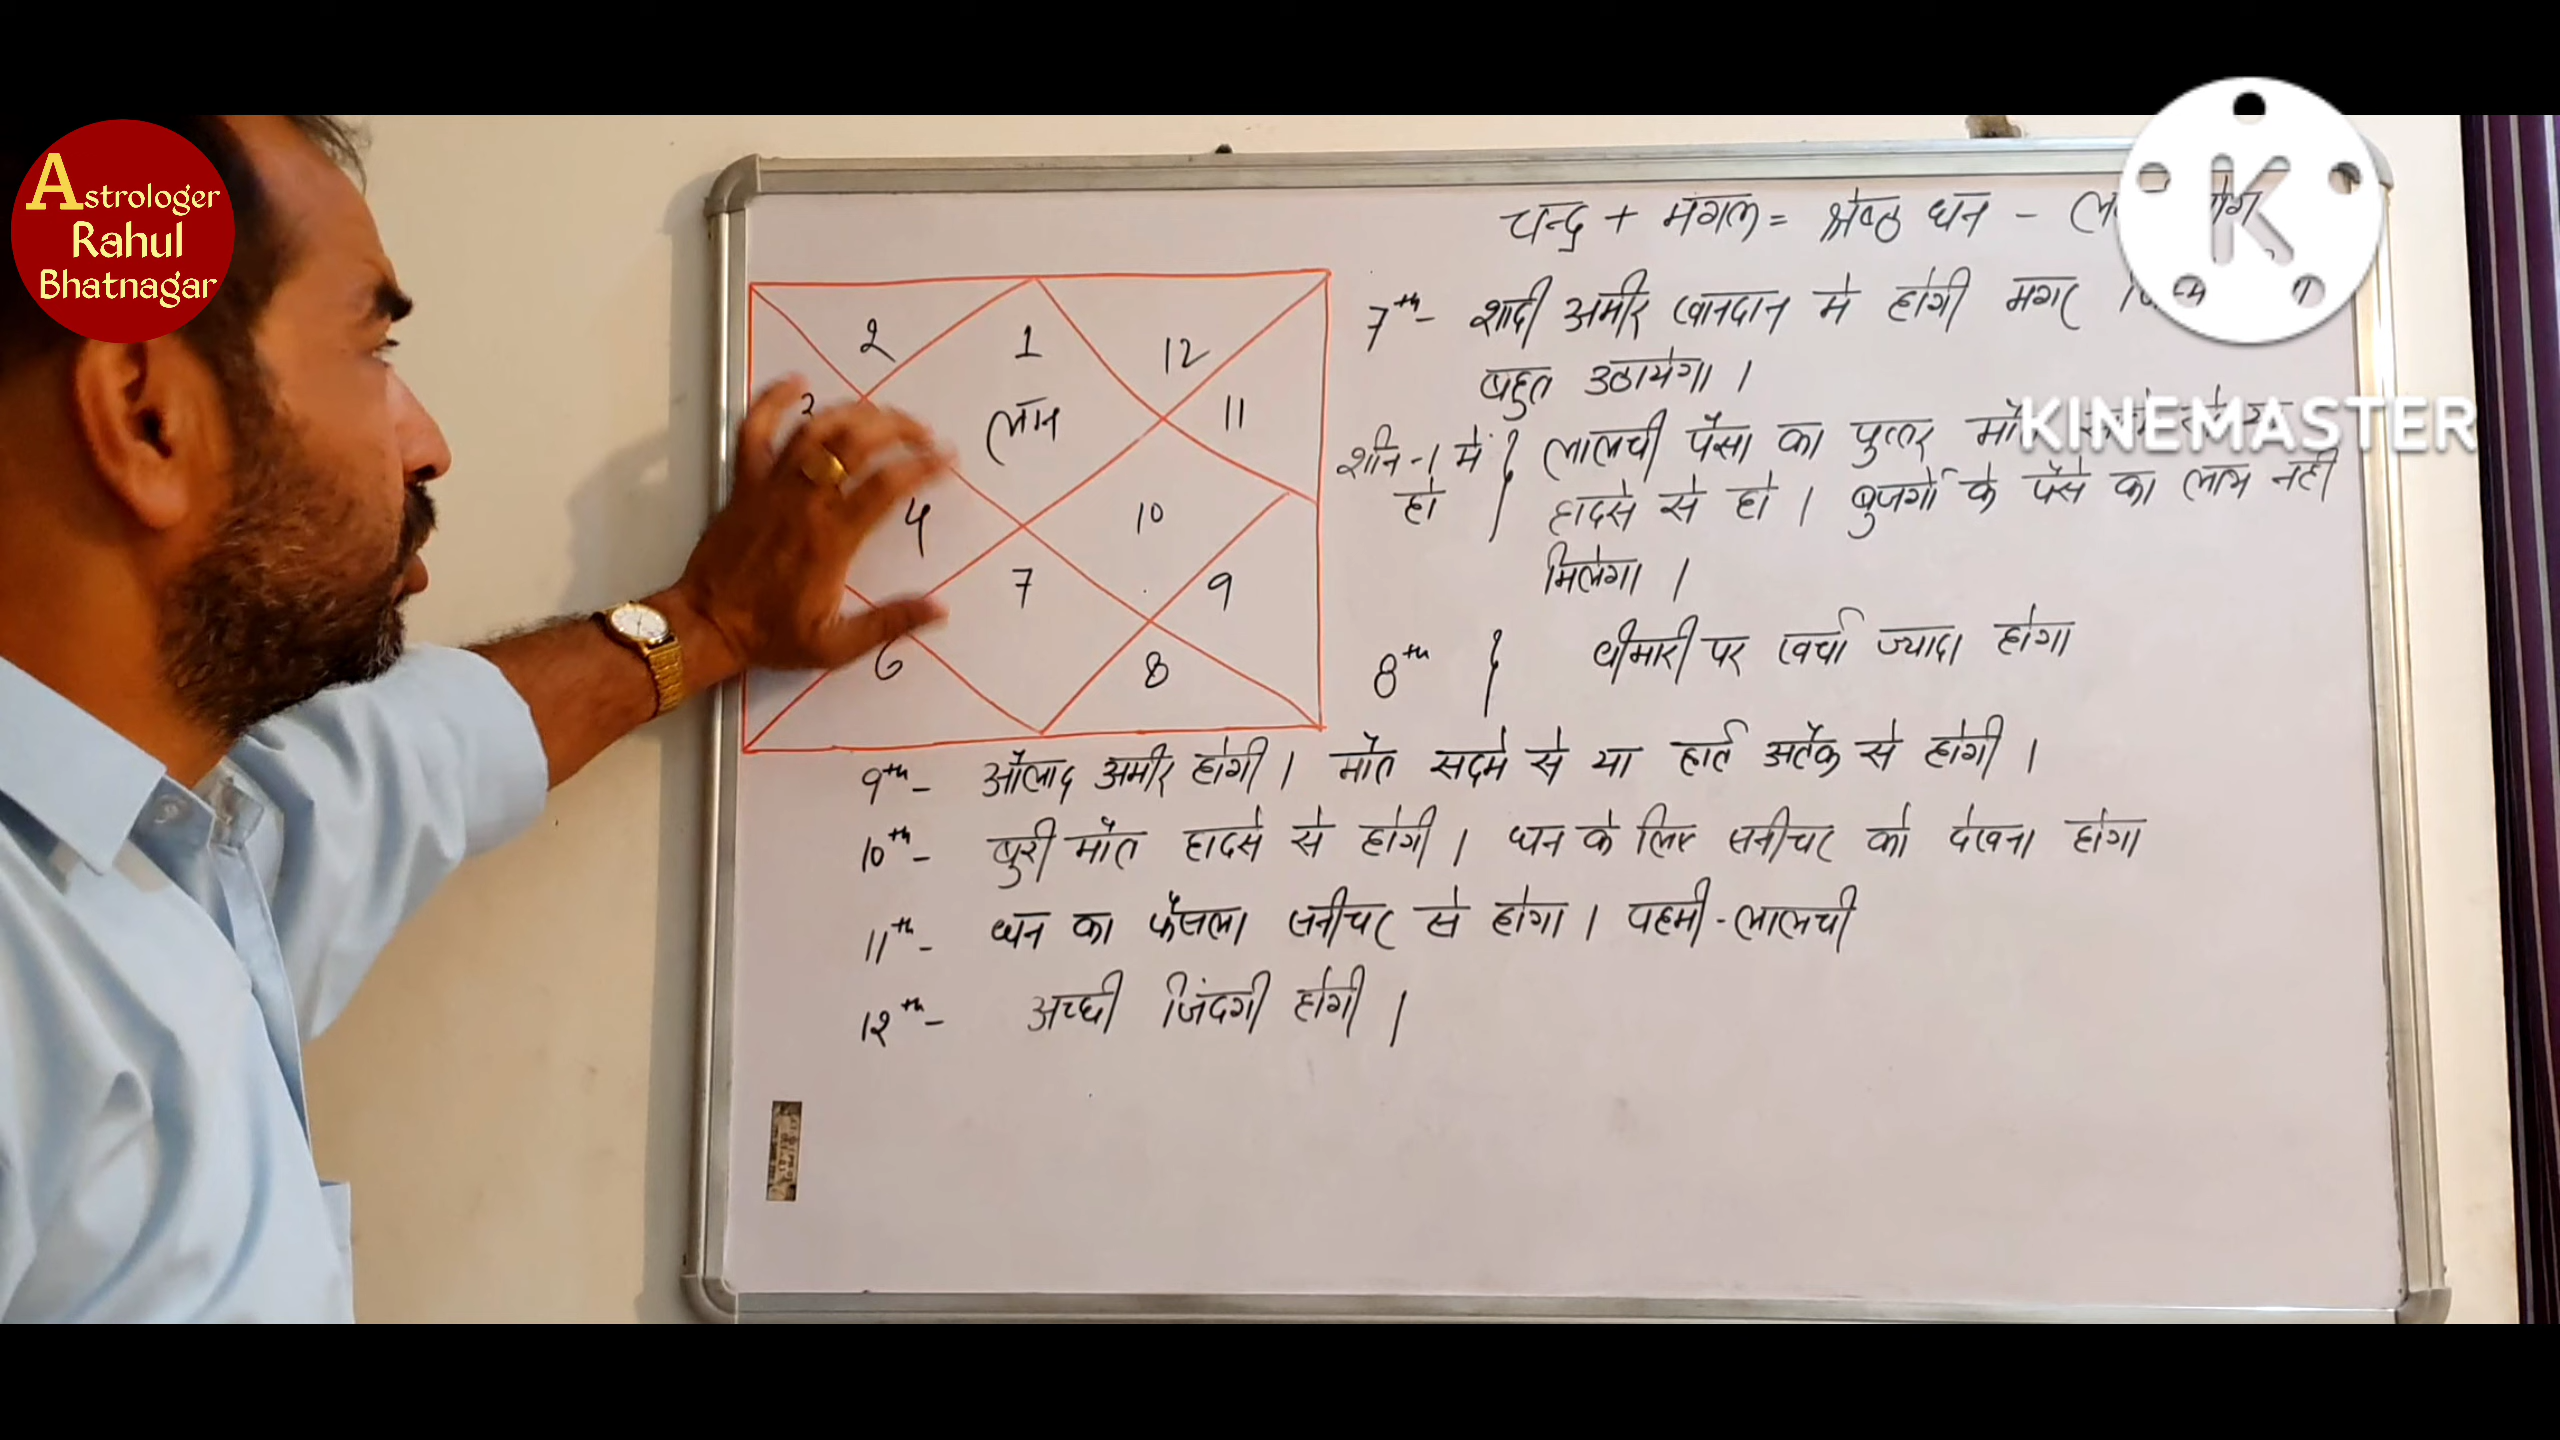 Astrologer
Rahul
Bhatnagar
KINEMASTER
चन्द्र + मंगल = श्रेष्ठ धन -
2 1 12
लग्न 11
4 10
7 9
6 8
7th- शादी अमीर खानदान मे होगी मगर
बहुत उठायेगा ।
शनि-1 मे हो } लालची पैसा का पुत्तर
हादसे से हो । बुजर्गो के पैसे का लाभ नही
मिलेगा ।
8th } बीमारी पर खर्चा ज्यादा होगा
9th- औलाद अमीर होगी । मौत सदमे से या हार्ट अटैक से होगी ।
10th- बुरी मौत हादसे से होगी । धन के लिए सनीचर को देखना होगा
11th- धन का फैसला सनीचर से होगा । वहमी - लालची
12th- अच्छी जिंदगी होगी ।